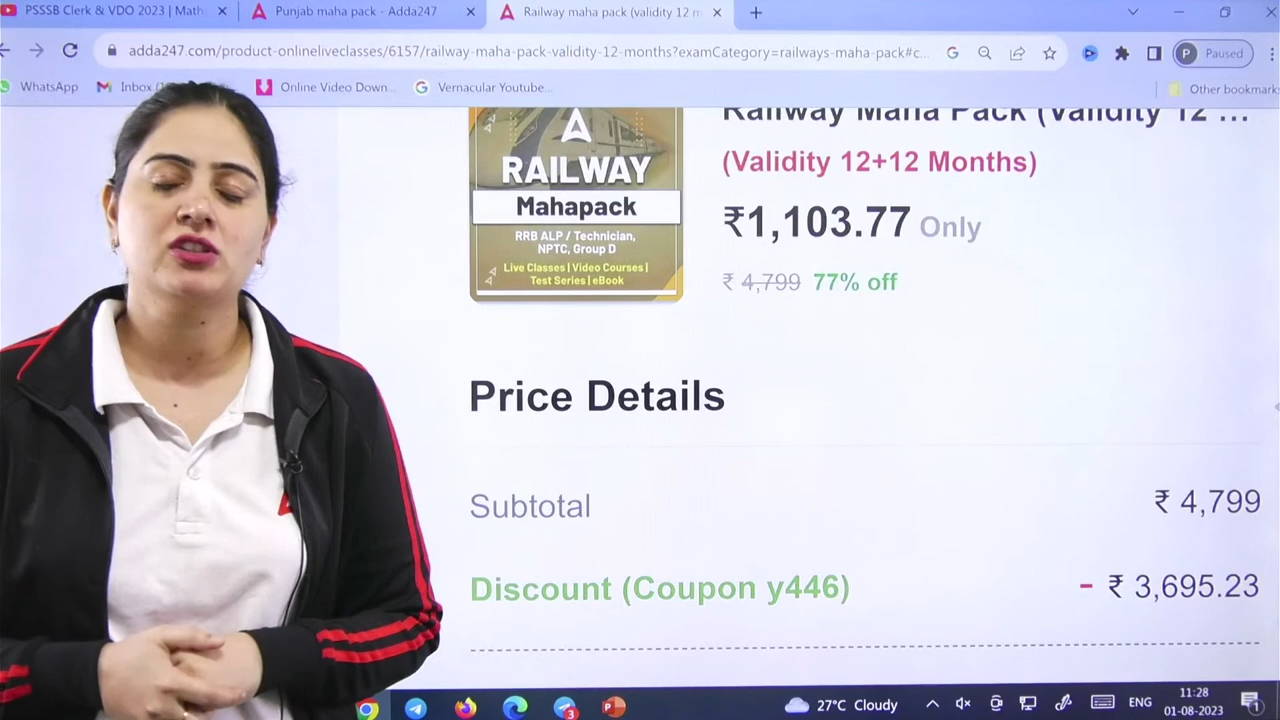 PSSSB Clerk & VDO 2023 | Math
Punjab maha pack - Adda247
Railway maha pack (validity 12 m
adda247.com/product-onlineliveclasses/6157/railway-maha-pack-validity-12-months?examCategory=railways-maha-pack#c...
P Paused
WhatsApp
Inbox
Online Video Down...
Vernacular Youtube...
Other bookmarks
Railway Maha Pack (Validity 12 ...
(Validity 12+12 Months)
₹1,103.77 Only
₹ 4,799 77% off
RAILWAY
Mahapack
RRB ALP / Technician,
NPTC, Group D
Live Classes | Video Courses |
Test Series | eBook
Price Details
Subtotal ₹ 4,799
Discount (Coupon y446) - ₹ 3,695.23
3
27°C Cloudy
ENG
11:28
01-08-2023
1